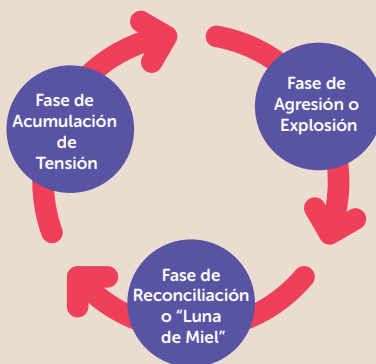 Fase de
Acumulación
de
Tensión
Fase de
Agresión o
Explosión
Fase de
Reconciliación
o “Luna
de Miel”